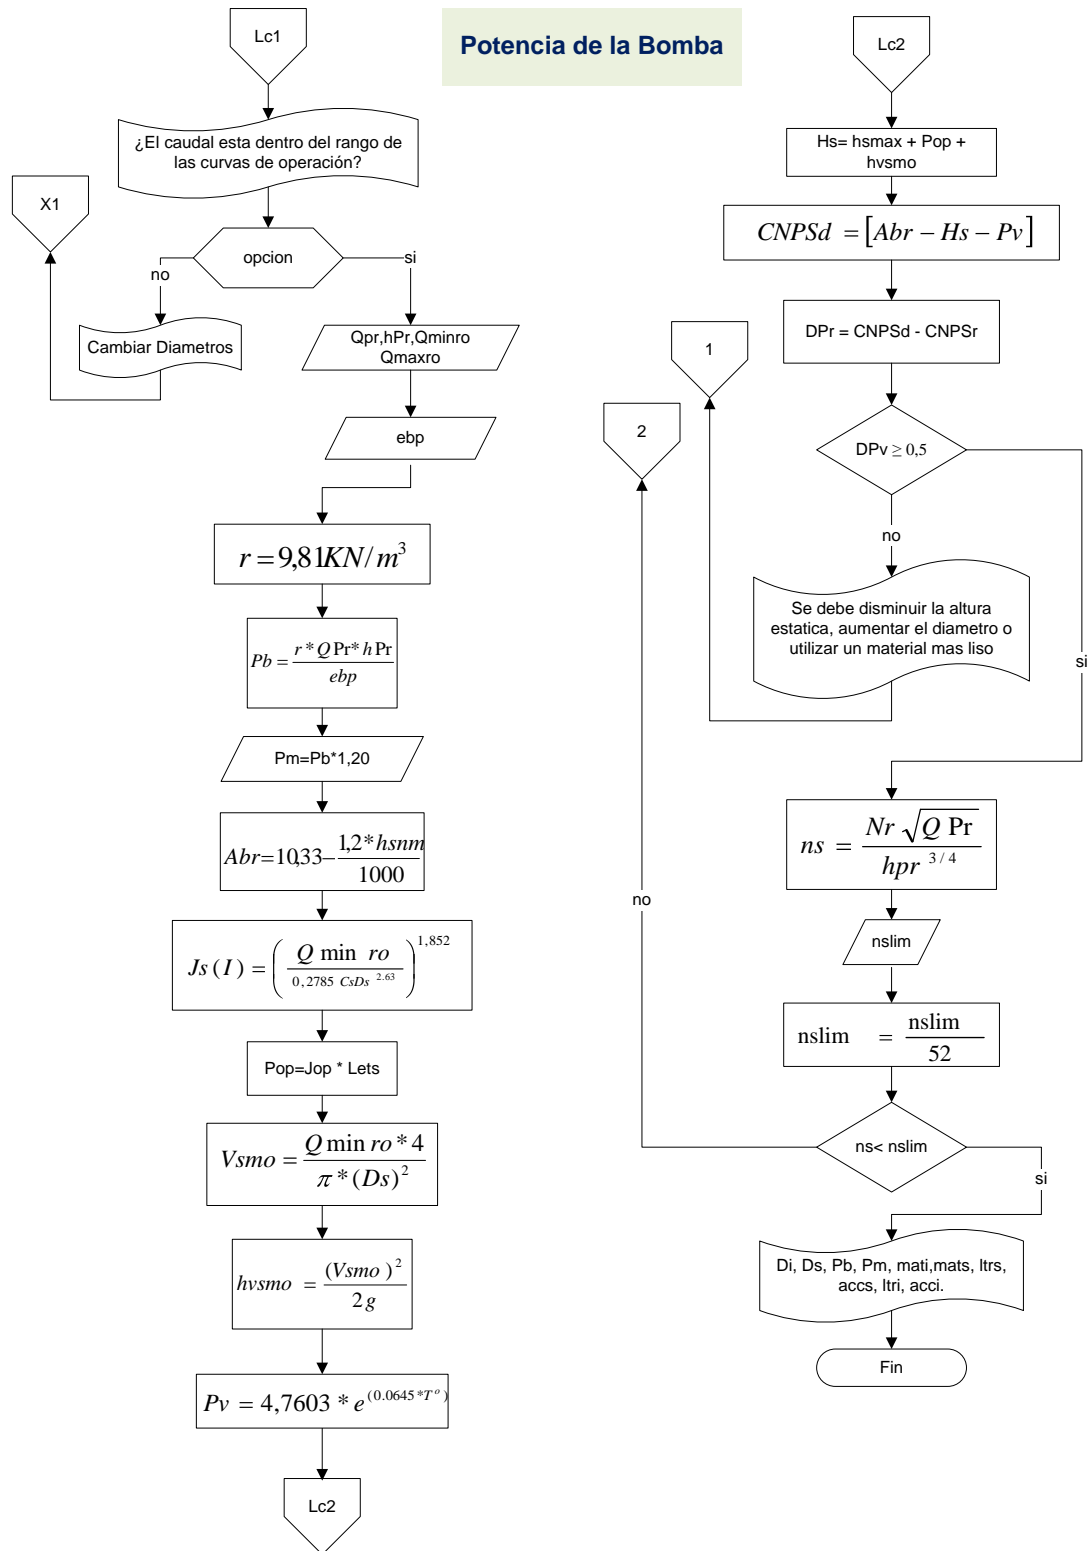 Potencia de la Bomba
Lc1
¿El caudal esta dentro del rango de
las curvas de operación?
X1
opcion
no
si
Cambiar Diametros
Qpr,hPr,Qminro
Qmaxro
ebp
r = 9,81KN/m³
Pb = r * Q Pr* h Pr / ebp
Pm=Pb*1,20
Abr=10,33−1,2*hsnm / 1000
Js (I) = (Q min ro / 0,2785 CsDs ^2.63)^1,852
Pop=Jop * Lets
Vsmo = Q min ro * 4 / π * (Ds)²
hvsmo = (Vsmo )² / 2 g
Pv = 4,7603 * e^(0.0645 *T°)
Lc2
Lc2
Hs= hsmax + Pop +
hvsmo
CNPSd = [Abr − Hs − Pv]
DPr = CNPSd - CNPSr
1
2
DPv ≥ 0,5
no
si
Se debe disminuir la altura
estatica, aumentar el diametro o
utilizar un material mas liso
ns = Nr √Q Pr / hpr ^3/4
no
nslim
nslim = nslim / 52
ns< nslim
si
Di, Ds, Pb, Pm, mati,mats, ltrs,
accs, ltri, acci.
Fin